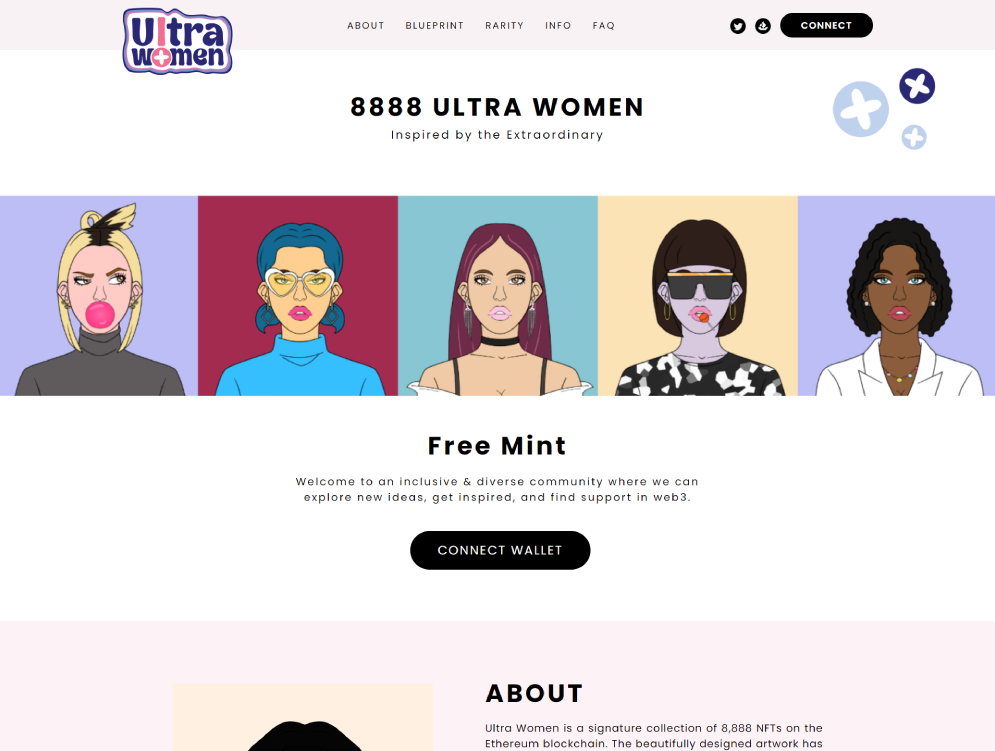 Ultra
women
ABOUT BLUEPRINT RARITY INFO FAQ CONNECT
8888 ULTRA WOMEN
Inspired by the Extraordinary
Free Mint
Welcome to an inclusive & diverse community where we can
explore new ideas, get inspired, and find support in web3.
CONNECT WALLET
ABOUT
Ultra Women is a signature collection of 8,888 NFTs on the
Ethereum blockchain. The beautifully designed artwork has